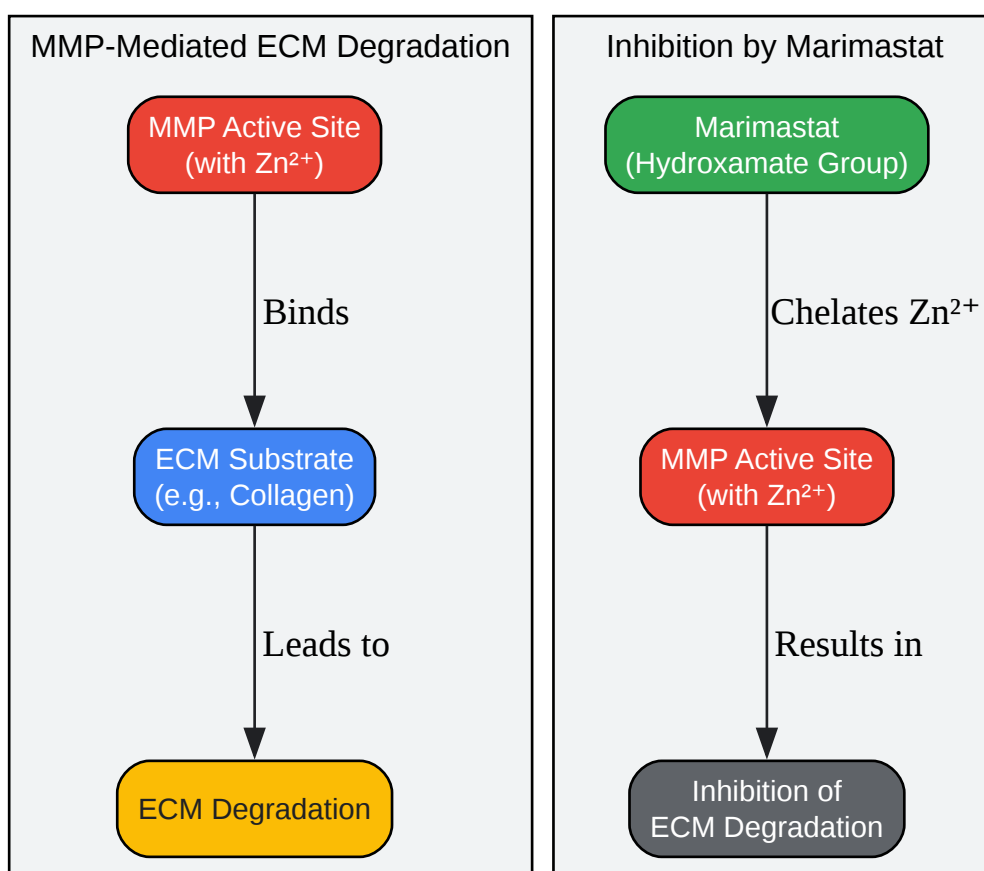 MMP-Mediated ECM Degradation
MMP Active Site
(with Zn²⁺)
Binds
ECM Substrate
(e.g., Collagen)
Leads to
ECM Degradation
Inhibition by Marimastat
Marimastat
(Hydroxamate Group)
Chelates Zn²⁺
MMP Active Site
(with Zn²⁺)
Results in
Inhibition of
ECM Degradation